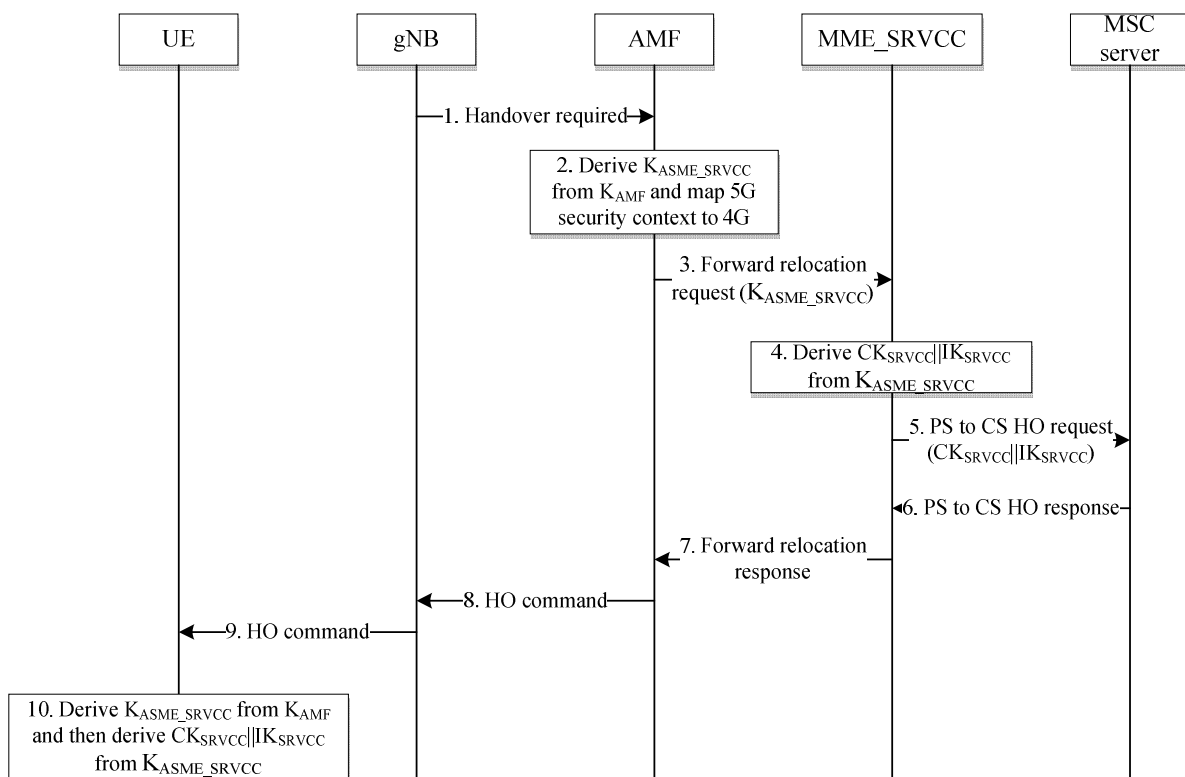 UE
gNB
AMF
MME_SRVCC
MSC
server
1. Handover required
2. Derive KASME_SRVCC
from KAMF and map 5G
security context to 4G
3. Forward relocation
request (KASME_SRVCC)
4. Derive CKSRVCC||IKSRVCC
from KASME_SRVCC
5. PS to CS HO request
(CKSRVCC||IKSRVCC)
6. PS to CS HO response
7. Forward relocation
response
8. HO command
9. HO command
10. Derive KASME_SRVCC from KAMF
and then derive CKSRVCC||IKSRVCC
from KASME_SRVCC